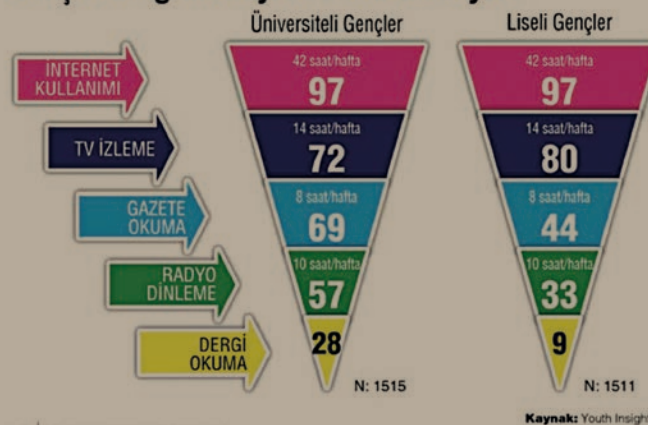 Üniversiteli Gençler
Liseli Gençler
İNTERNET
KULLANIMI
42 saat/hafta
97
42 saat/hafta
97
TV İZLEME
14 saat/hafta
72
14 saat/hafta
80
GAZETE
OKUMA
8 saat/hafta
69
8 saat/hafta
44
RADYO
DİNLEME
10 saat/hafta
57
10 saat/hafta
33
DERGİ
OKUMA
28
9
N: 1515
N: 1511
Kaynak: Youth Insight